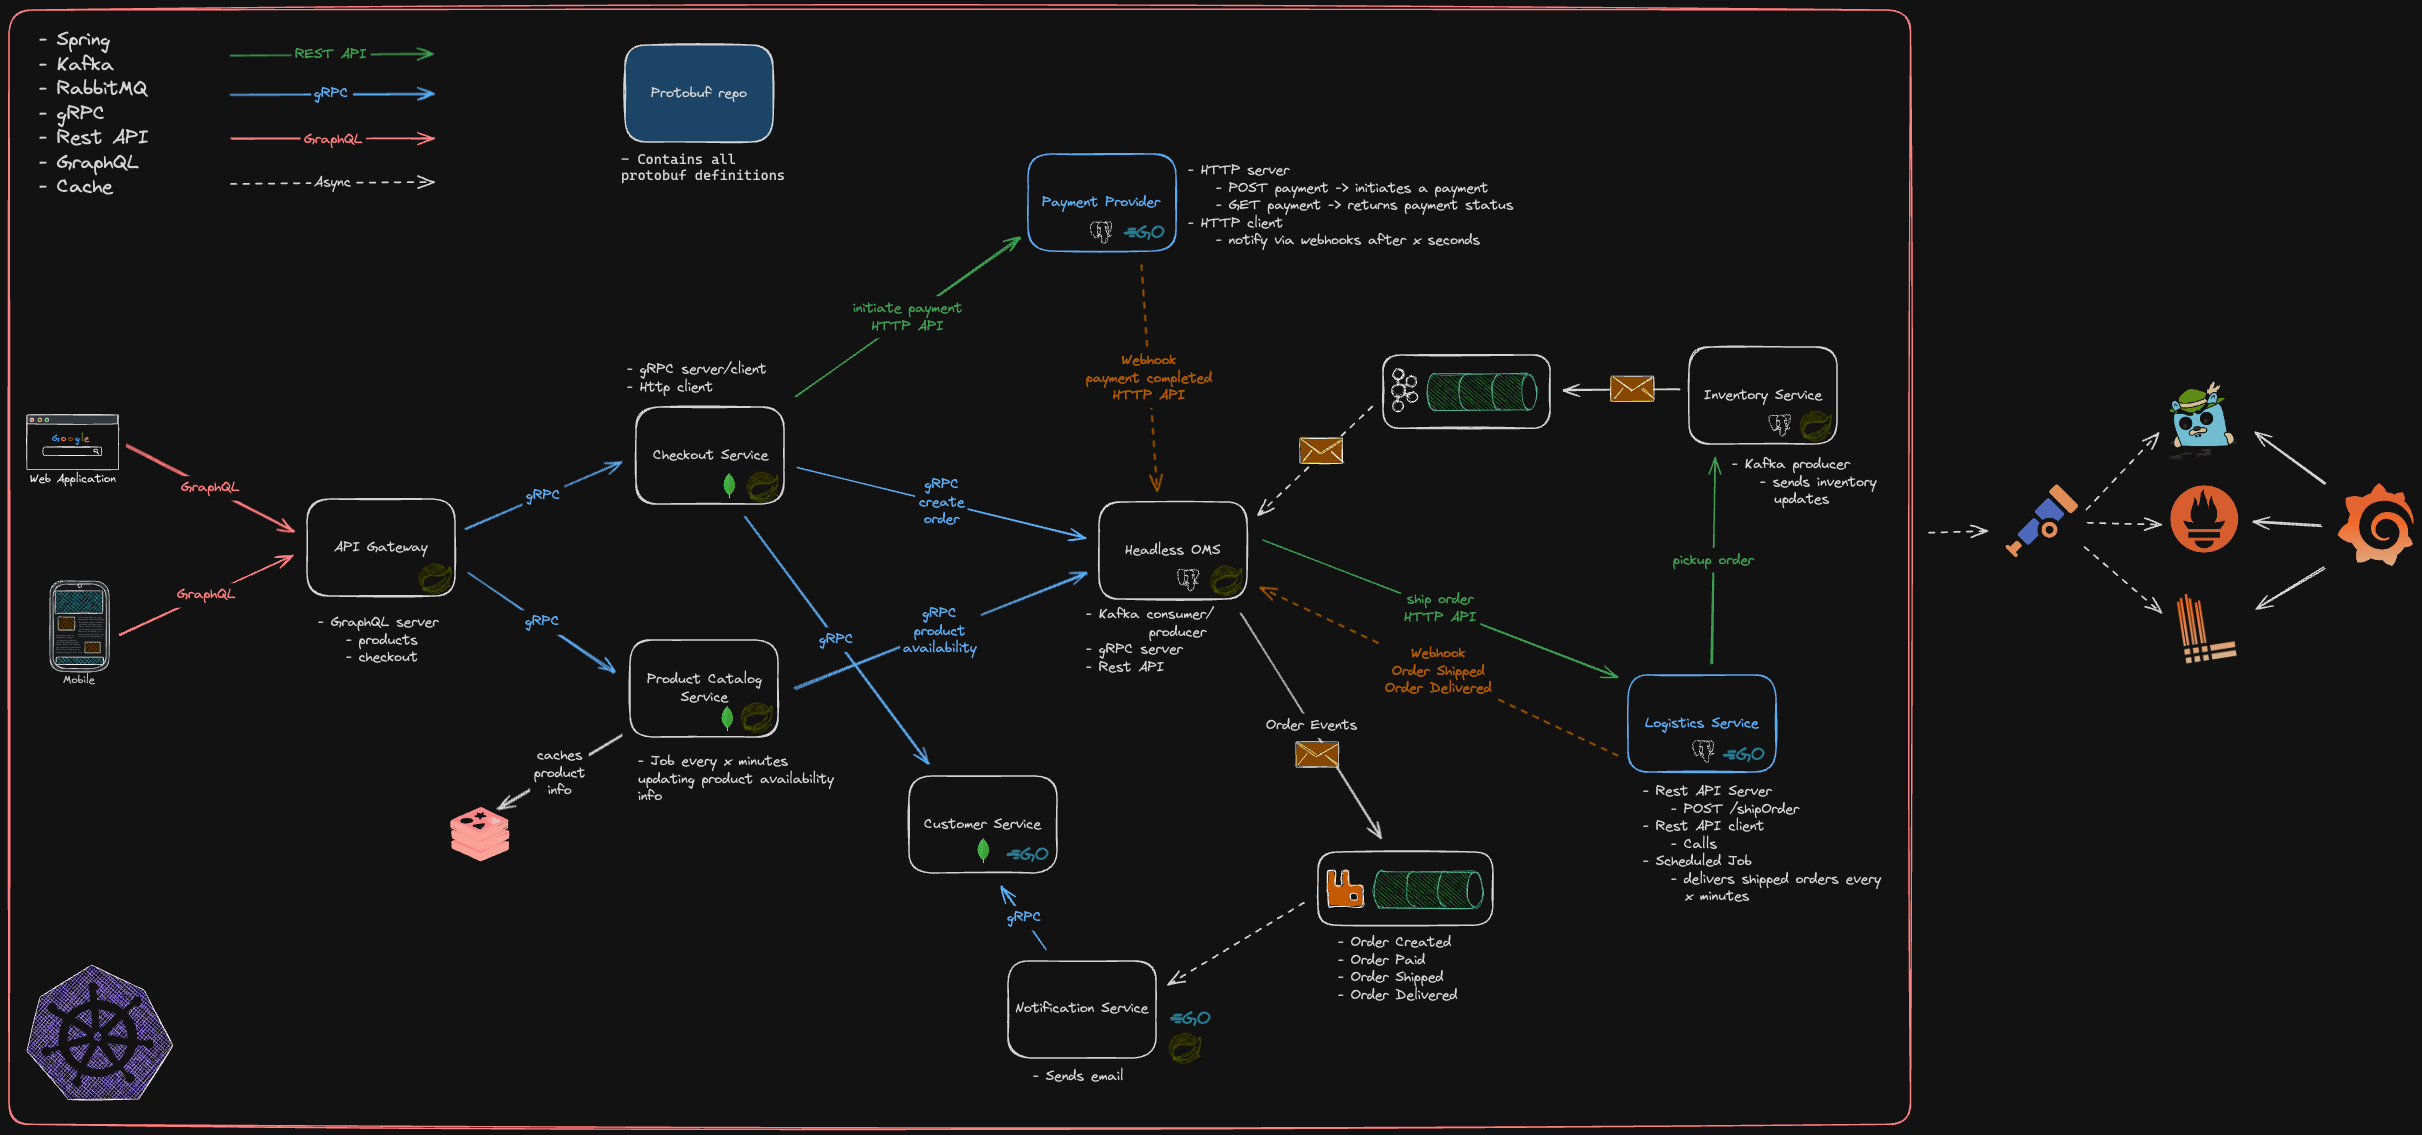 - Spring
- Kafka
- RabbitMQ
- gRPC
- Rest API
- GraphQL
- Cache
REST API
gRPC
GraphQL
Async
Protobuf repo
- Contains all
protobuf definitions
Payment Provider
GO
- HTTP server
- POST payment -> initiates a payment
- GET payment -> returns payment status
- HTTP client
- notify via webhooks after x seconds
initiate payment
HTTP API
Webhook
payment completed
HTTP API
- gRPC server/client
- Http client
Checkout Service
Google
Web Application
GraphQL
GraphQL
Mobile
API Gateway
- GraphQL server
- products
- checkout
gRPC
gRPC
gRPC
create
order
gRPC
gRPC
product
availability
Product Catalog
Service
- Job every x minutes
updating product availability
info
caches
product
info
Customer Service
GO
gRPC
Notification Service
GO
- Sends email
Headless OMS
- Kafka consumer/
producer
- gRPC server
- Rest API
Order Events
- Order Created
- Order Paid
- Order Shipped
- Order Delivered
ship order
HTTP API
Webhook
Order Shipped
Order Delivered
Inventory Service
- Kafka producer
- sends inventory
updates
pickup order
Logistics Service
GO
- Rest API Server
- POST /shipOrder
- Rest API client
- Calls
- Scheduled Job
- delivers shipped orders every
x minutes